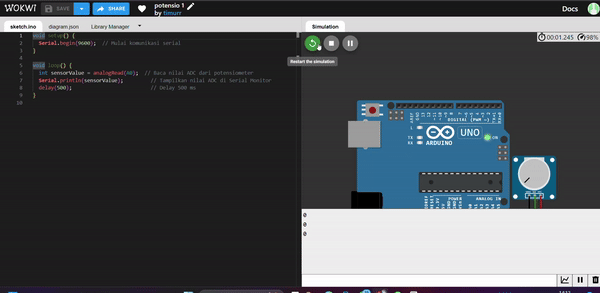 WOKWI
SAVE
SHARE
potensio 1
by timurr
Docs
sketch.ino
diagram.json
Library Manager
Simulation
1 void setup() {
2 Serial.begin(9600); // Mulai komunikasi serial
3 }
4
5 void loop() {
6 int sensorValue = analogRead(A0); // Baca nilai ADC dari potensiometer
7 Serial.println(sensorValue); // Tampilkan nilai ADC di Serial Monitor
8 delay(500); // Delay 500 ms
9 }
10
00:01.245
98%
Restart the simulation
DIGITAL (PWM ~)
L
TX
RX
UNO
ON
ARDUINO
POWER
ANALOG IN
0
0
0